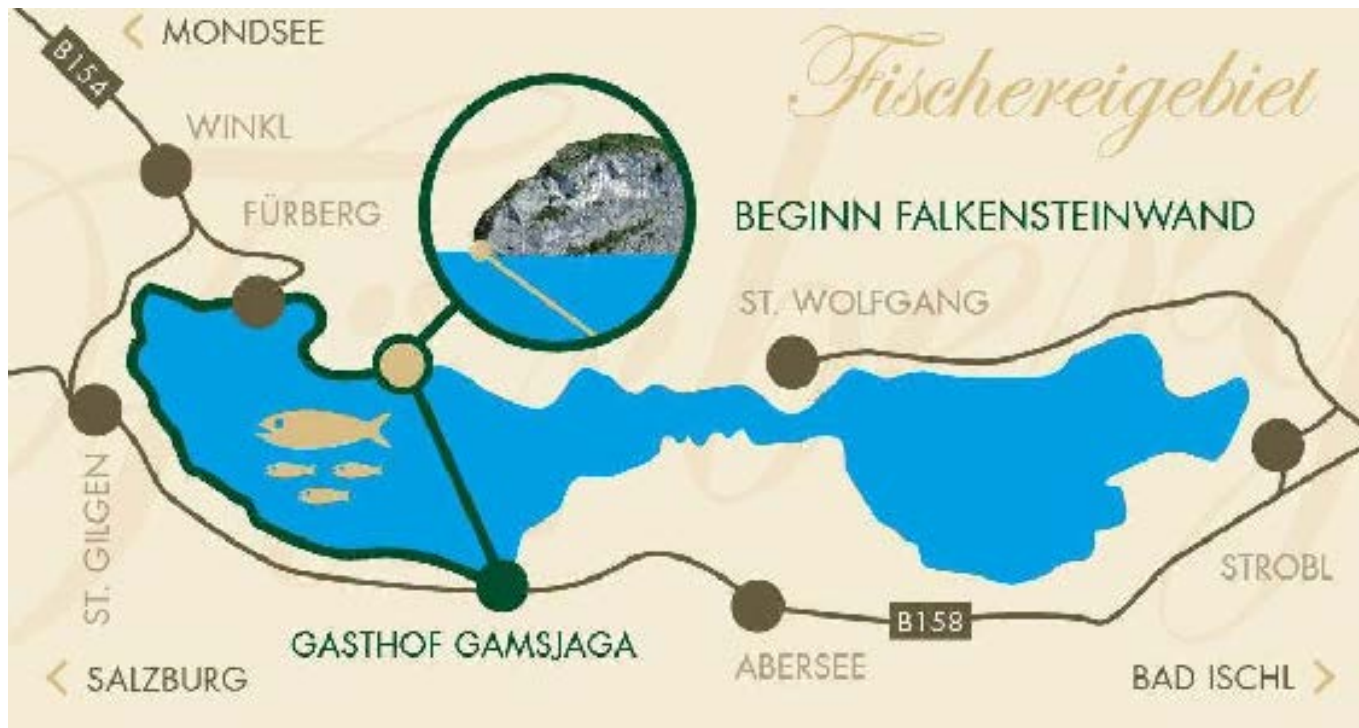 MONDSEE
Fischereigebiet
B154
WINKL
FÜRBERG
BEGINN FALKENSTEINWAND
ST. WOLFGANG
ST. GILGEN
STROBL
B158
GASTHOF GAMSJAGA
ABERSEE
SALZBURG
BAD ISCHL